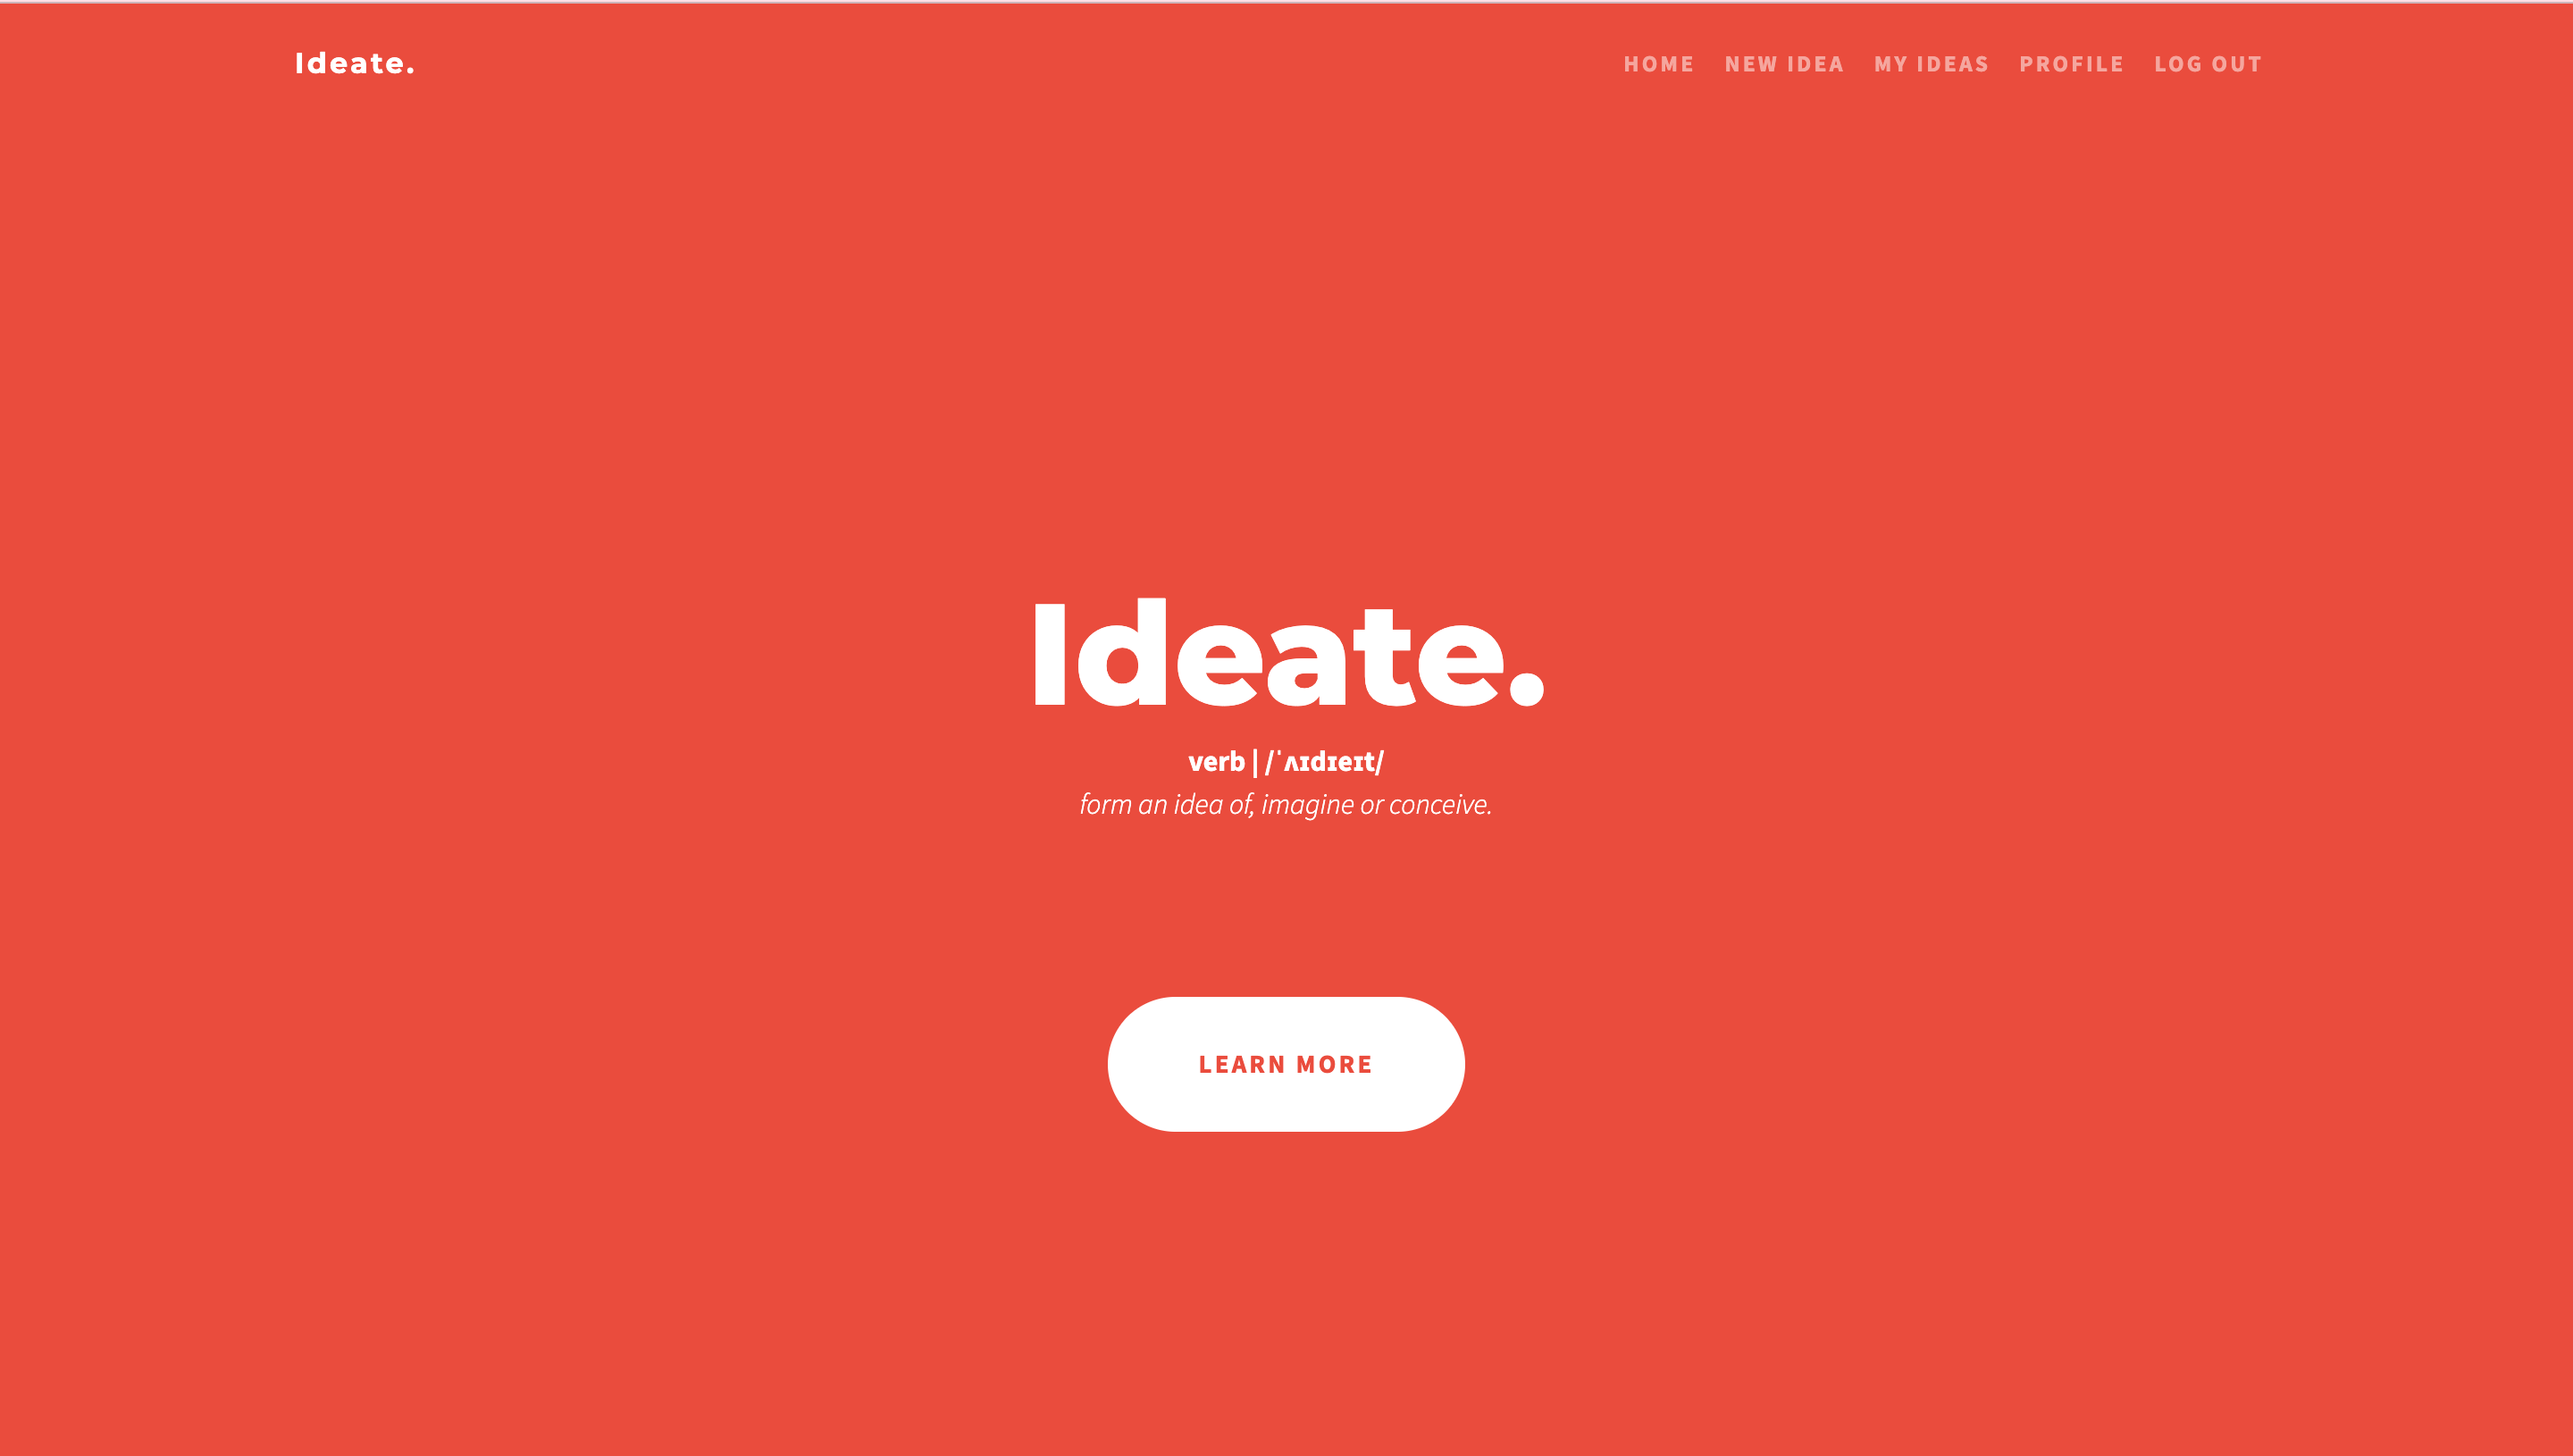 Ideate.
HOME NEW IDEA MY IDEAS PROFILE LOG OUT
Ideate.
verb | /ˈʌɪdɪeɪt/
form an idea of, imagine or conceive.
LEARN MORE